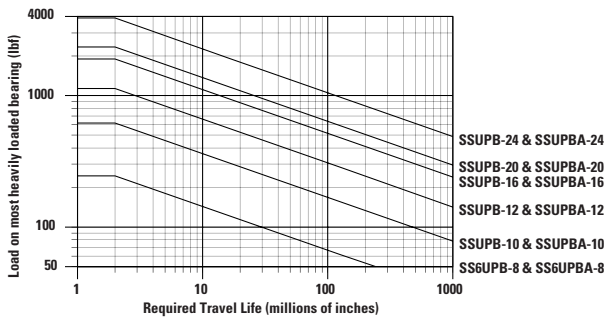 Load on most heavily loaded bearing (lbf)
4000
1000
100
50
SSUPB-24 & SSUPBA-24
SSUPB-20 & SSUPBA-20
SSUPB-16 & SSUPBA-16
SSUPB-12 & SSUPBA-12
SSUPB-10 & SSUPBA-10
SS6UPB-8 & SS6UPBA-8
1 10 100 1000
Required Travel Life (millions of inches)